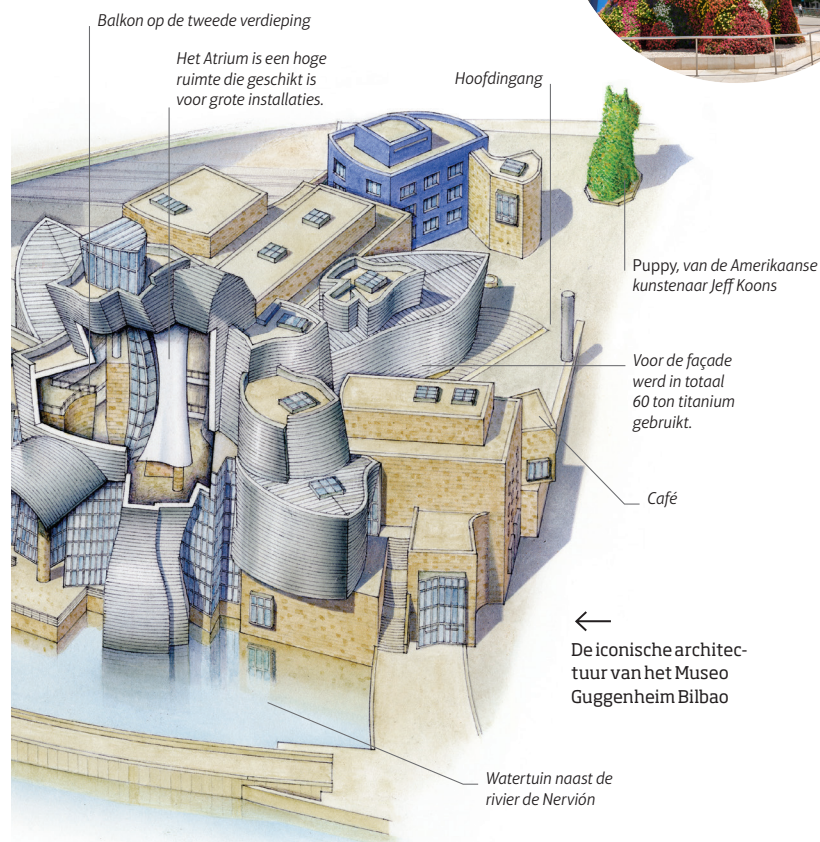 Balkon op de tweede verdieping
Het Atrium is een hoge
ruimte die geschikt is
voor grote installaties.
Hoofdingang
Puppy, van de Amerikaanse
kunstenaar Jeff Koons
Voor de façade
werd in totaal
60 ton titanium
gebruikt.
Café
←
De iconische architec-
tuur van het Museo
Guggenheim Bilbao
Watertuin naast de
rivier de Nervión